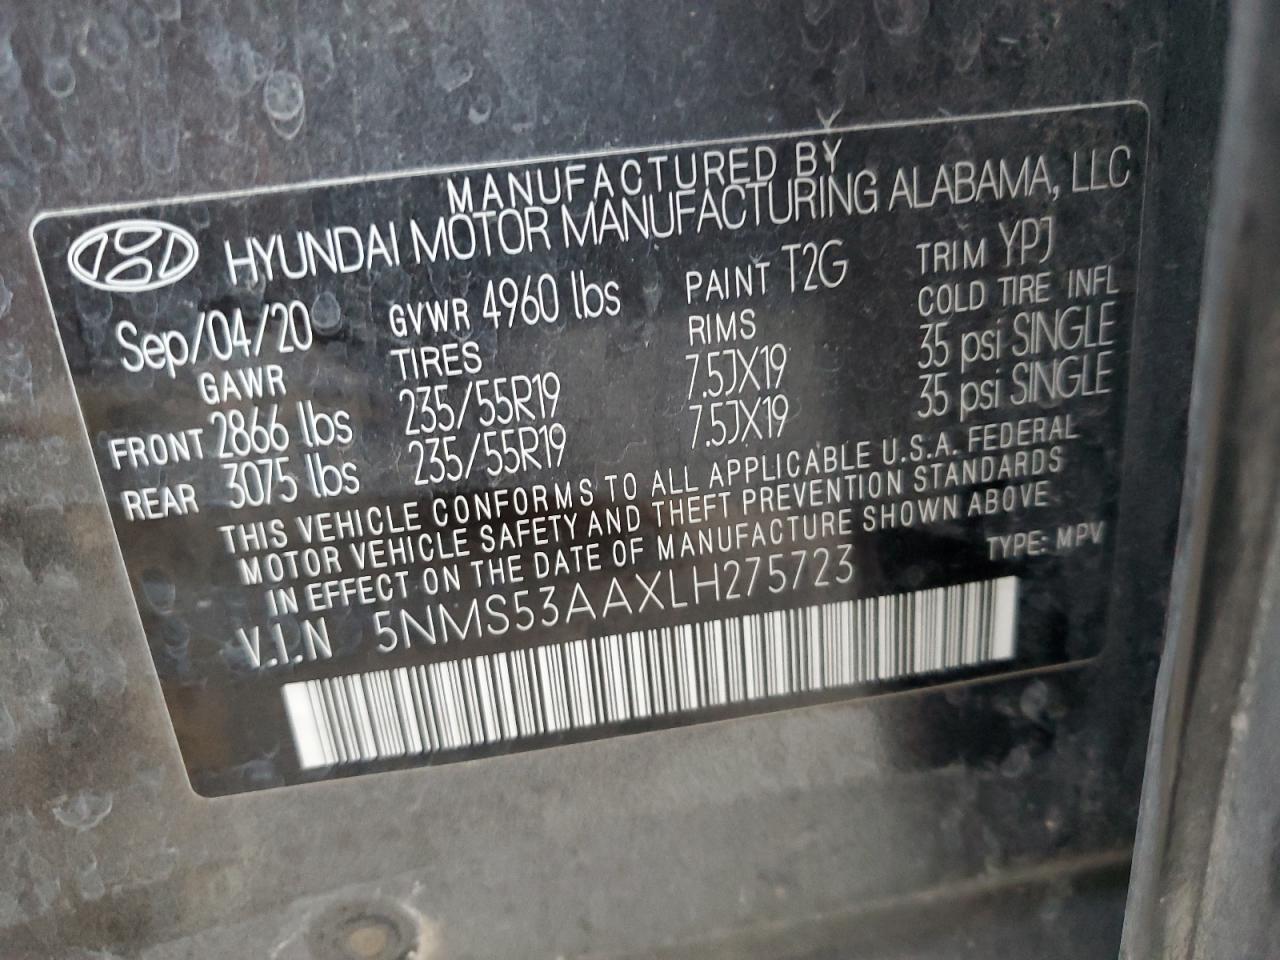 MANUFACTURED BY
HYUNDAI MOTOR MANUFACTURING ALABAMA, LLC
Sep/04/20 GVWR 4960 lbs PAINT T2G TRIM YPJ
GAWR TIRES RIMS COLD TIRE INFL
FRONT 2866 lbs 235/55R19 7.5JX19 35 psi SINGLE
REAR 3075 lbs 235/55R19 7.5JX19 35 psi SINGLE
THIS VEHICLE CONFORMS TO ALL APPLICABLE U.S.A. FEDERAL
MOTOR VEHICLE SAFETY AND THEFT PREVENTION STANDARDS
IN EFFECT ON THE DATE OF MANUFACTURE SHOWN ABOVE
V.I.N 5NMS53AAXLH275723 TYPE: MPV